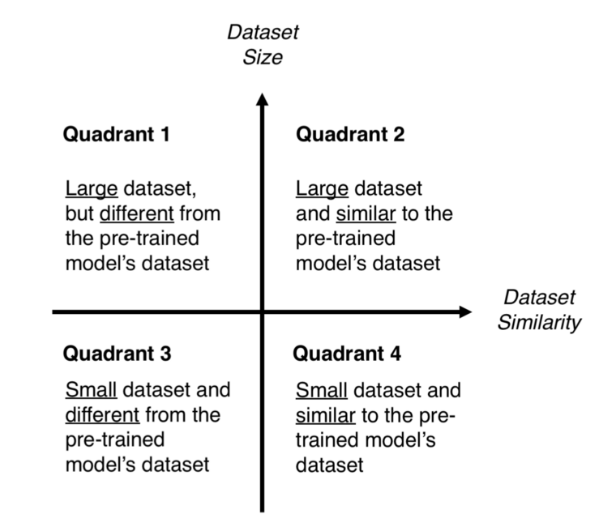 Dataset
Size
Quadrant 1
Large dataset,
but different from
the pre-trained
model's dataset
Quadrant 2
Large dataset
and similar to the
pre-trained
model's dataset
Dataset
Similarity
Quadrant 3
Small dataset and
different from the
pre-trained
model's dataset
Quadrant 4
Small dataset and
similar to the pre-
trained model's
dataset